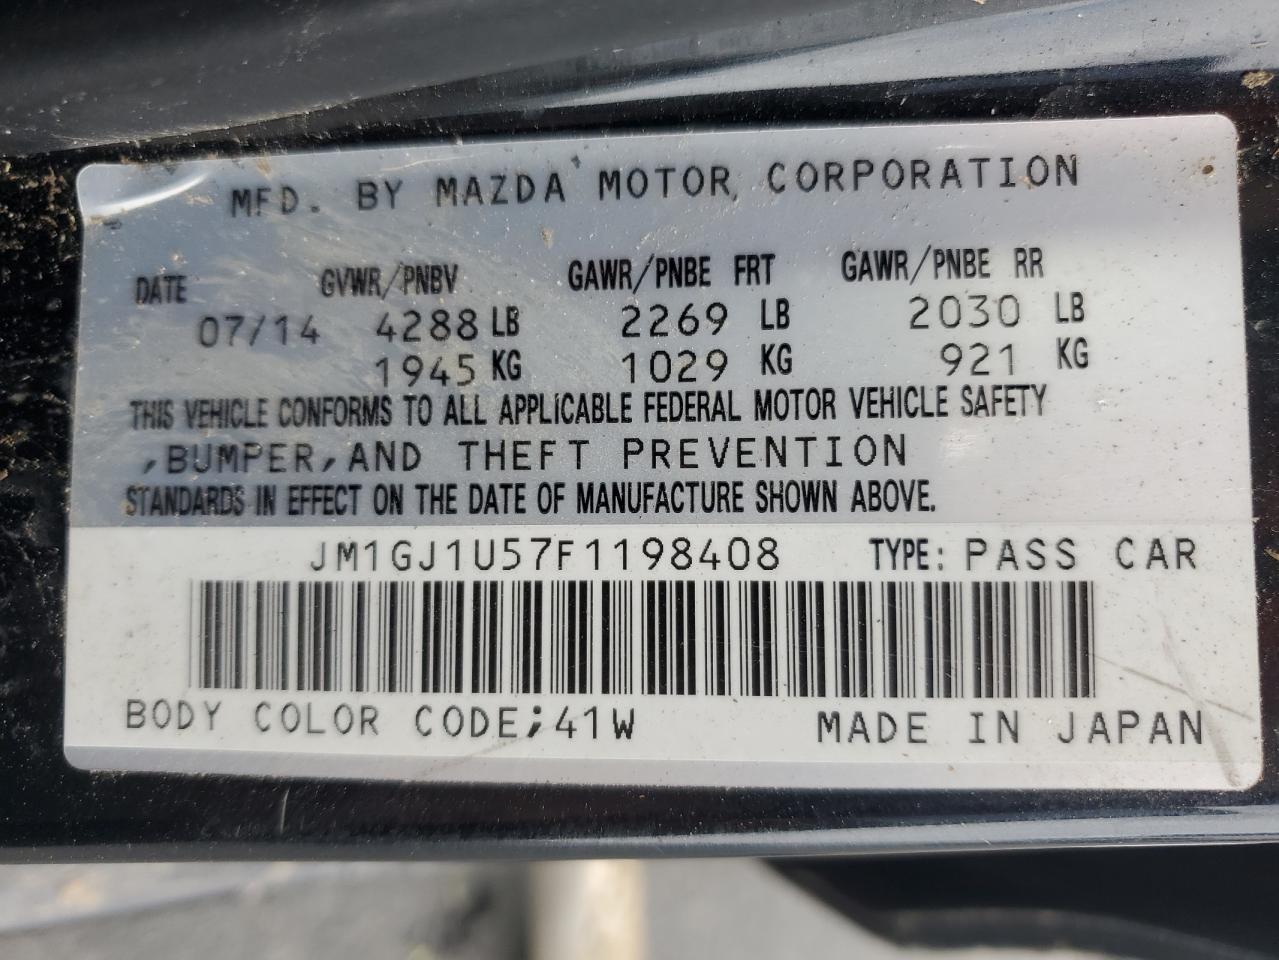 MFD. BY MAZDA MOTOR CORPORATION
DATE GVWR/PNBV GAWR/PNBE FRT GAWR/PNBE RR
07/14 4288 LB 2269 LB 2030 LB
1945 KG 1029 KG 921 KG
THIS VEHICLE CONFORMS TO ALL APPLICABLE FEDERAL MOTOR VEHICLE SAFETY
,BUMPER,AND THEFT PREVENTION
STANDARDS IN EFFECT ON THE DATE OF MANUFACTURE SHOWN ABOVE.
JM1GJ1U57F1198408 TYPE: PASS CAR
BODY COLOR CODE;41W MADE IN JAPAN